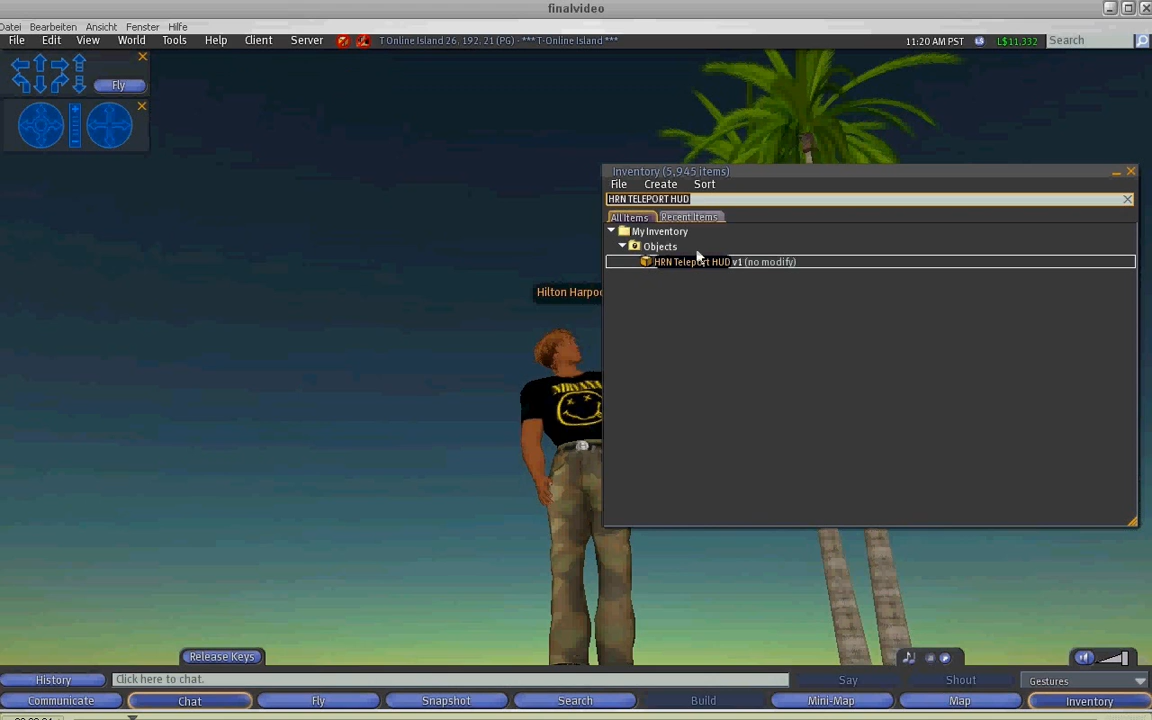 finalvideo
Datei Bearbeiten Ansicht Fenster Hilfe
File Edit View World Tools Help Client Server T Online Island 26, 192, 21 (PG) - *** T-Online Island *** 11:20 AM PST L$11,332 Search
Fly
Inventory (5,945 items)
File Create Sort
HRN TELEPORT HUD
All Items Recent Items
My Inventory
Objects
HRN Teleport HUD v1 (no modify)
Hilton Harpoo
NIRVANA
Release Keys
History Click here to chat. Say Shout Gestures
Communicate Chat Fly Snapshot Search Build Mini-Map Map Inventory